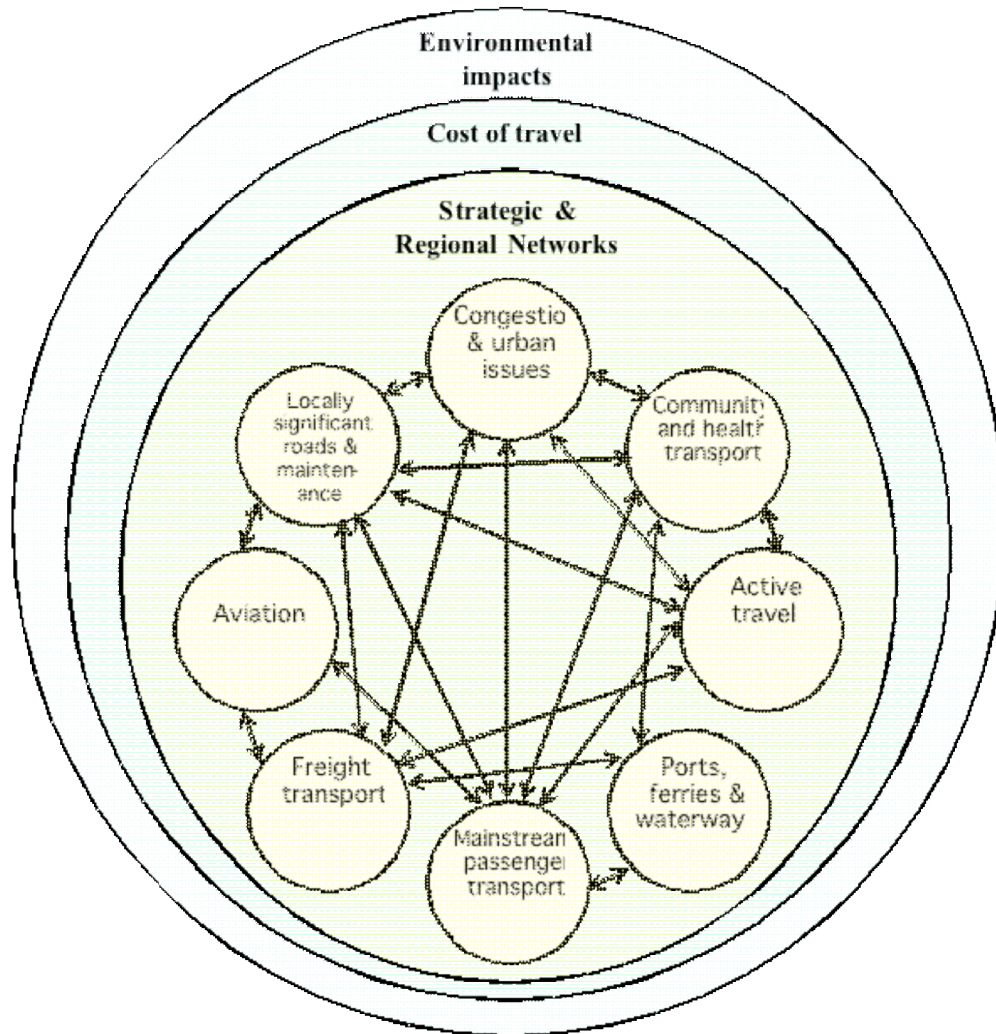 Environmental
impacts
Cost of travel
Strategic &
Regional Networks
Congestio
& urban
issues
Locally
significant
roads &
mainten-
ance
Community
and health
transport
Aviation
Active
travel
Freight
transport
Ports,
ferries &
waterway
Mainstream
passenge
transport